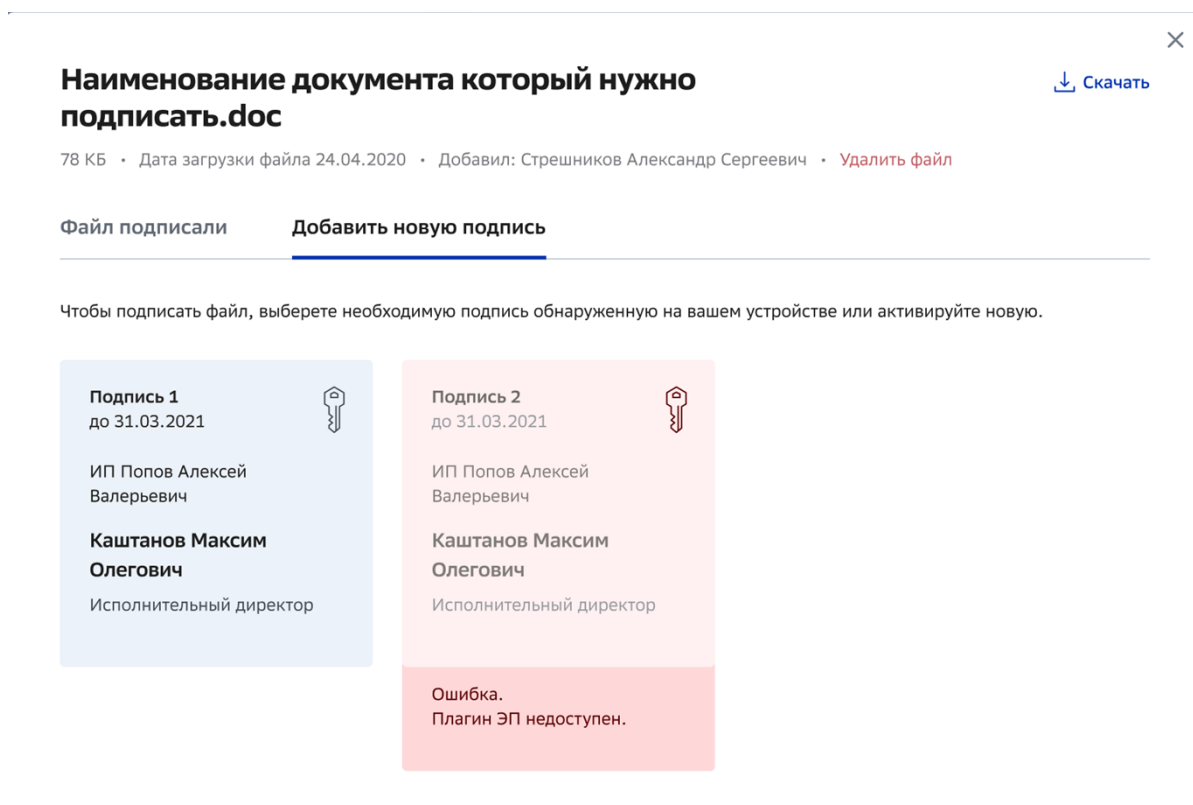 Наименование документа который нужно
подписать.doc
Скачать
78 КБ • Дата загрузки файла 24.04.2020 • Добавил: Стрешников Александр Сергеевич • Удалить файл
Файл подписали
Добавить новую подпись
Чтобы подписать файл, выберете необходимую подпись обнаруженную на вашем устройстве или активируйте новую.
Подпись 1
до 31.03.2021
ИП Попов Алексей
Валерьевич
Каштанов Максим
Олегович
Исполнительный директор
Подпись 2
до 31.03.2021
ИП Попов Алексей
Валерьевич
Каштанов Максим
Олегович
Исполнительный директор
Ошибка.
Плагин ЭП недоступен.